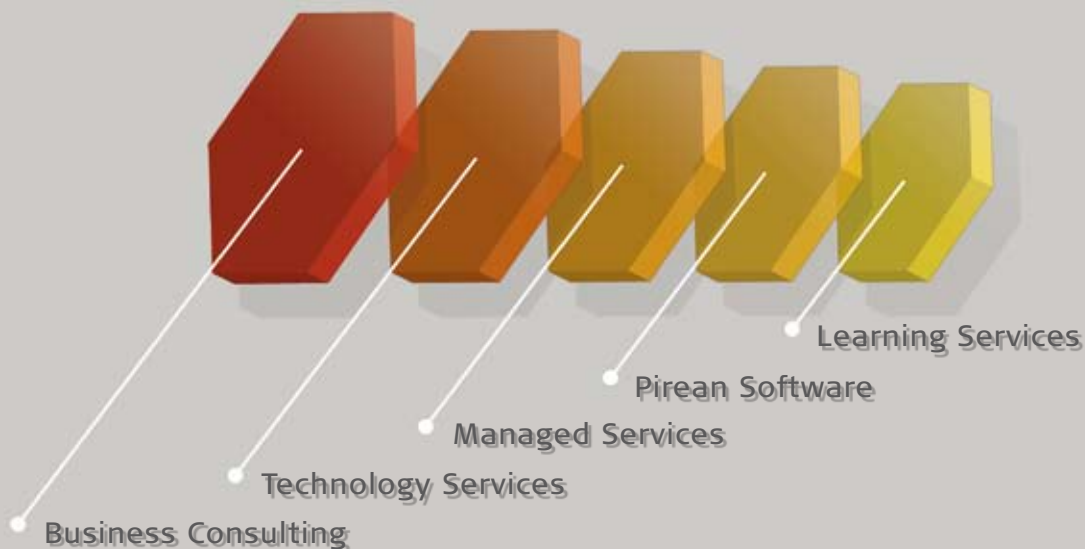 Learning Services
Pirean Software
Managed Services
Technology Services
Business Consulting